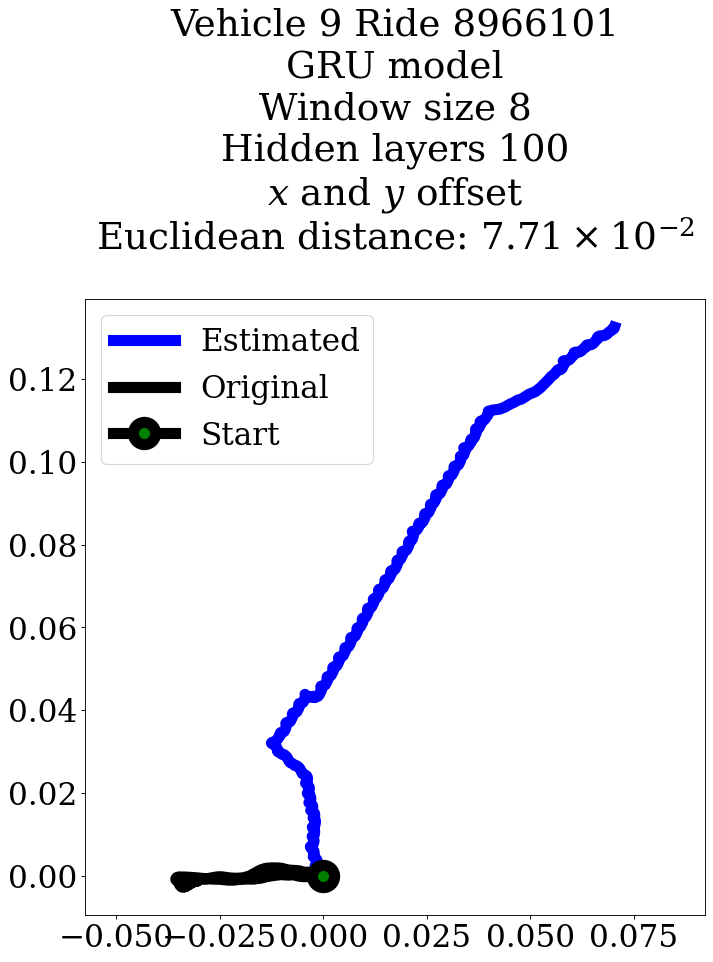 Vehicle 9 Ride 8966101
GRU model
Window size 8
Hidden layers 100
x and y offset
Euclidean distance: 7.71 × 10⁻²
Estimated
Original
Start
0.12
0.10
0.08
0.06
0.04
0.02
0.00
−0.050 −0.025 0.000 0.025 0.050 0.075